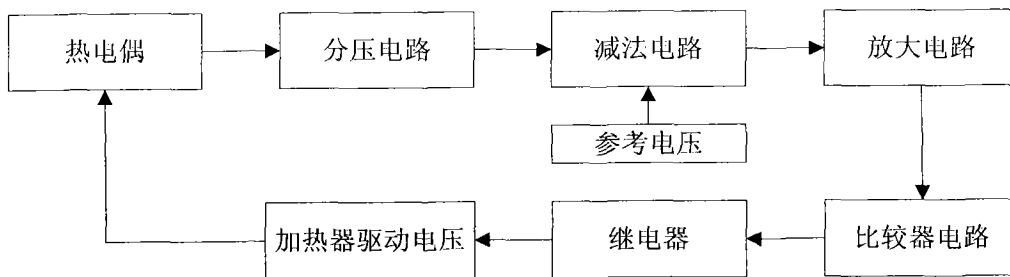 热电偶
分压电路
减法电路
放大电路
参考电压
加热器驱动电压
继电器
比较器电路